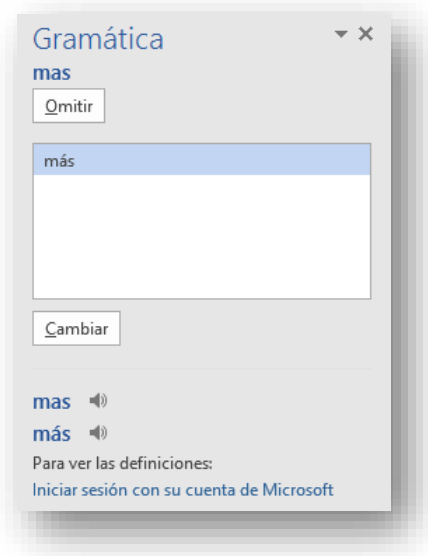 Gramática
mas
Omitir
más
Cambiar
mas
más
Para ver las definiciones:
Iniciar sesión con su cuenta de Microsoft